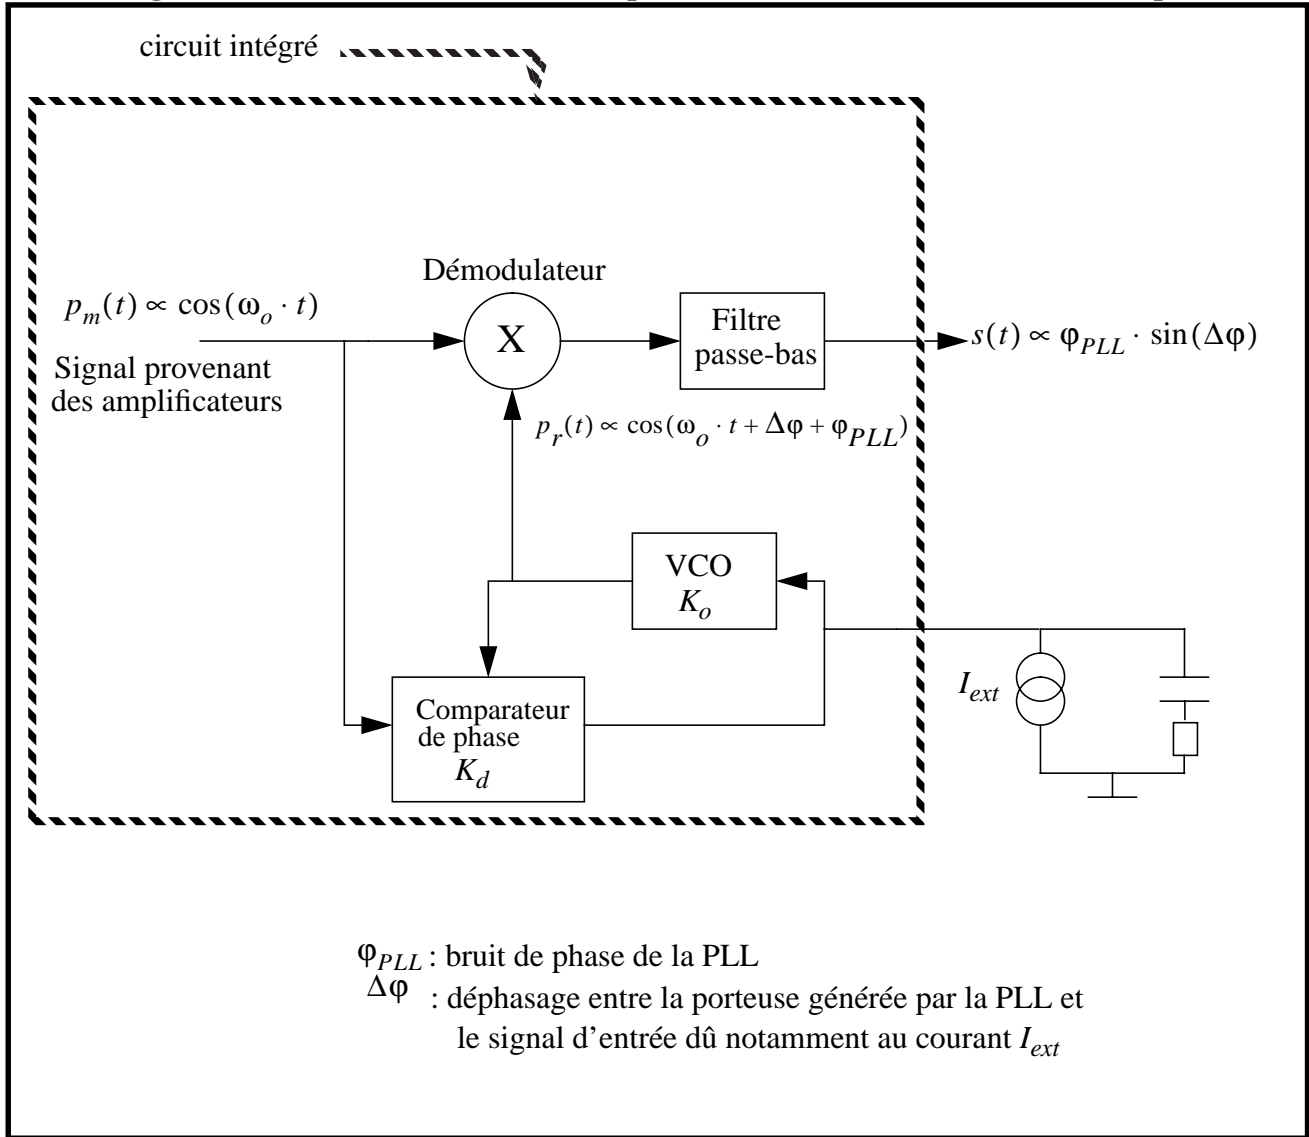 circuit intégré
Démodulateur
p_m(t) ∝ cos(ω_o · t)
X
Filtre
passe-bas
s(t) ∝ φ_PLL · sin(Δφ)
Signal provenant
des amplificateurs
p_r(t) ∝ cos(ω_o · t + Δφ + φ_PLL)
VCO
K_o
I_ext
Comparateur
de phase
K_d
φ_PLL : bruit de phase de la PLL
Δφ : déphasage entre la porteuse générée par la PLL et
le signal d'entrée dû notamment au courant I_ext